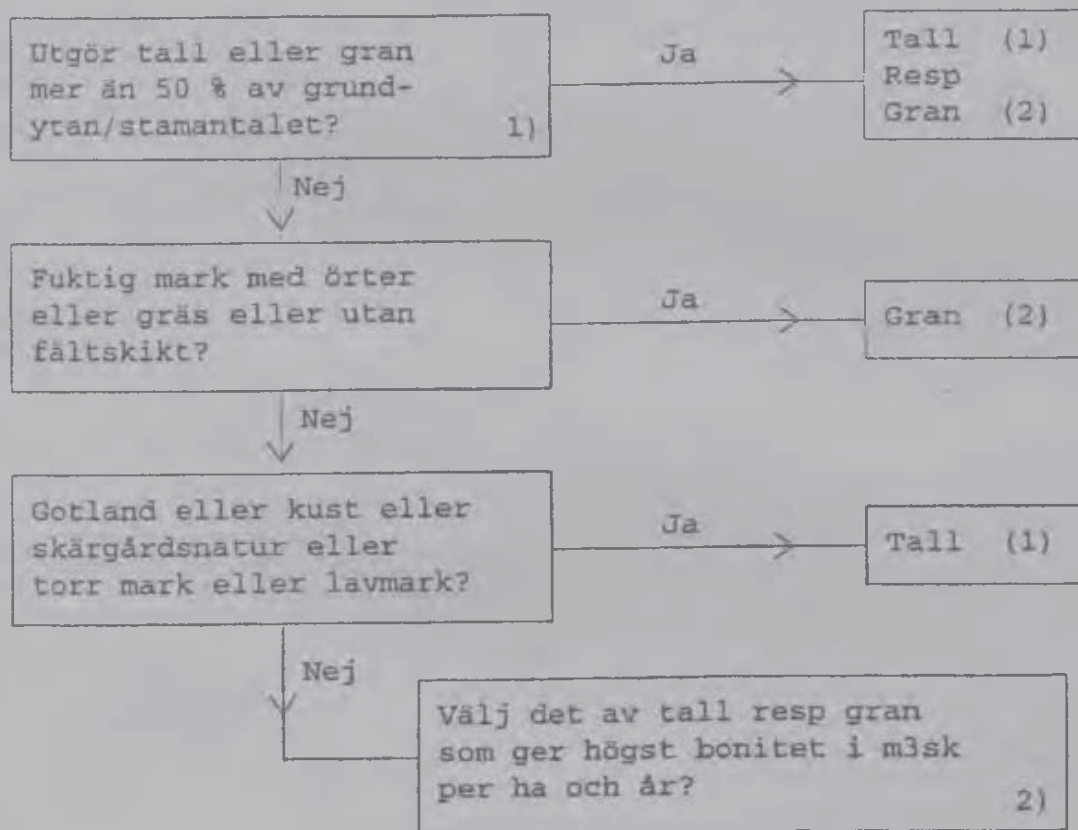 Utgör tall eller gran
mer än 50 % av grund-
ytan/stamantalet? 1)
Ja
Tall (1)
Resp
Gran (2)
Nej
Fuktig mark med örter
eller gräs eller utan
fältskikt?
Ja
Gran (2)
Nej
Gotland eller kust eller
skärgårdsnatur eller
torr mark eller lavmark?
Ja
Tall (1)
Nej
Välj det av tall resp gran
som ger högst bonitet i m3sk
per ha och år? 2)